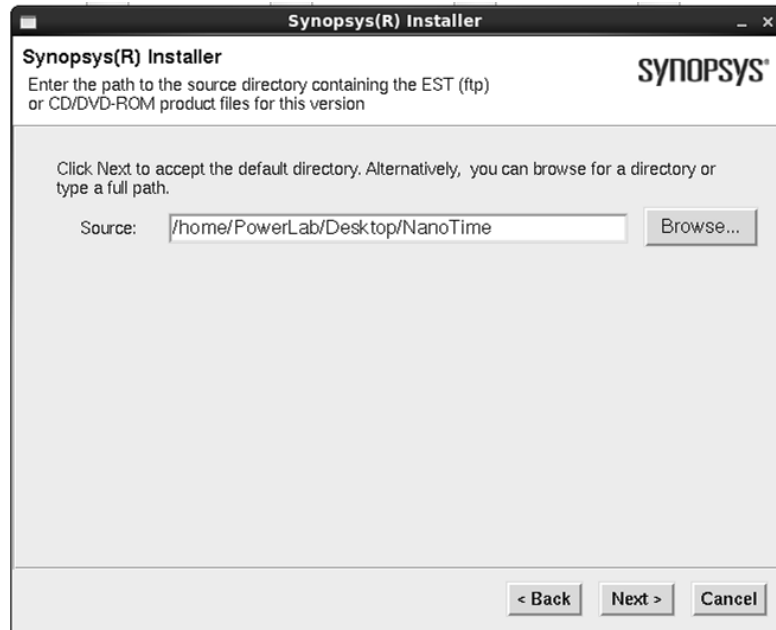 Synopsys(R) Installer
Synopsys(R) Installer
Enter the path to the source directory containing the EST (ftp)
or CD/DVD-ROM product files for this version
SYNOPSYS®
Click Next to accept the default directory. Alternatively, you can browse for a directory or
type a full path.
Source: /home/PowerLab/Desktop/NanoTime Browse...
< Back Next > Cancel